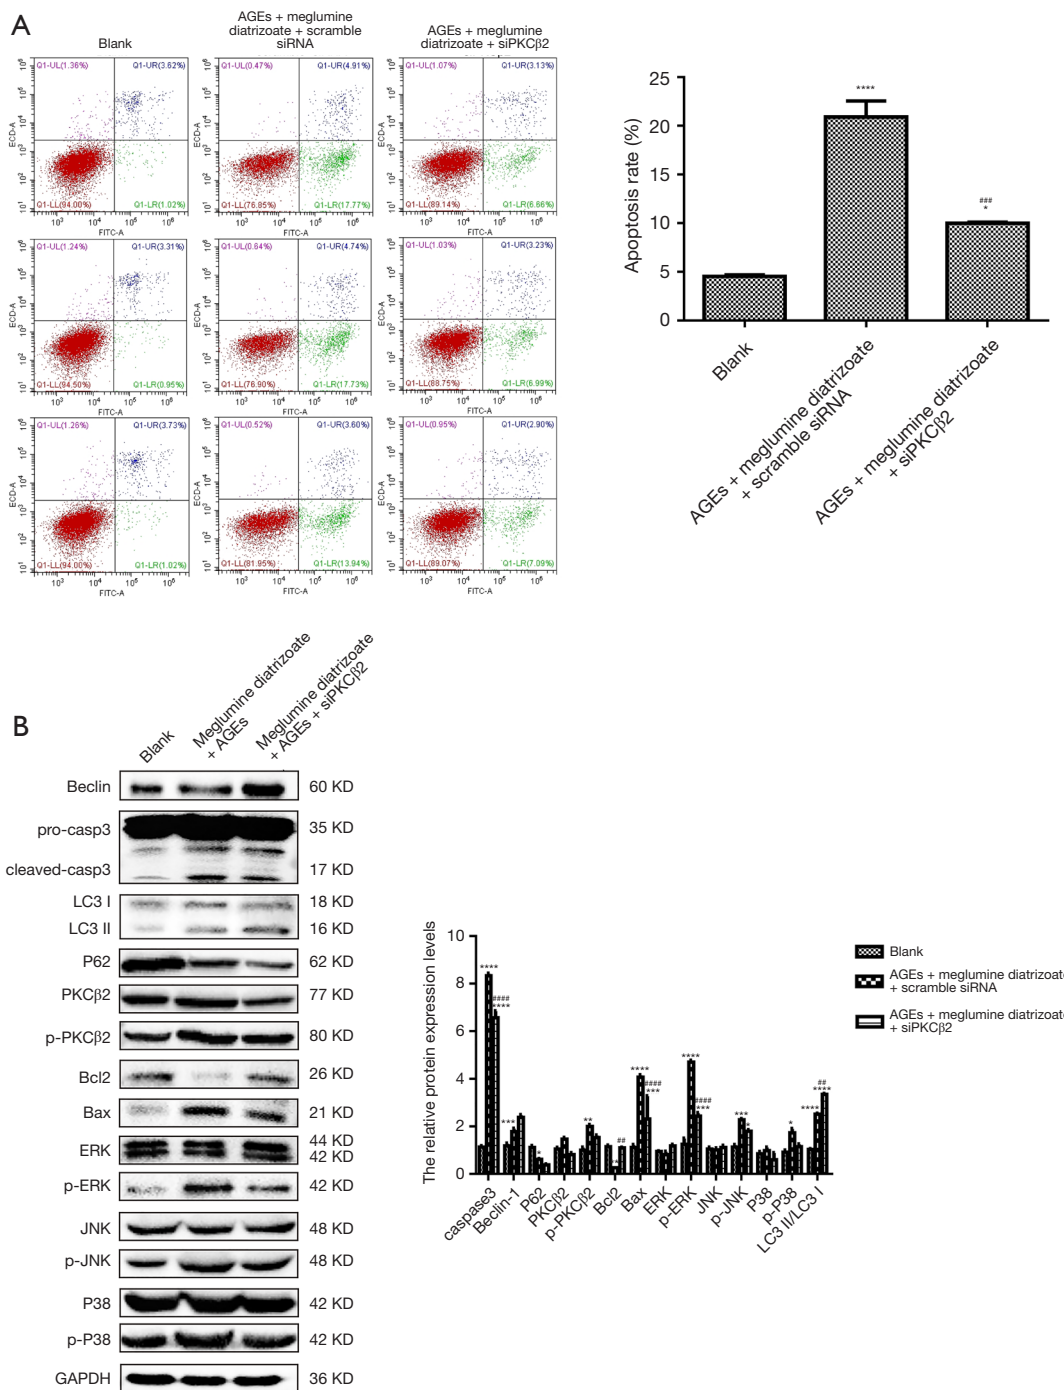 A
Blank
AGEs + meglumine
diatrizoate + scramble
siRNA
AGEs + meglumine
diatrizoate + siPKCβ2
Q1-UL(1.36%) Q1-UR(3.62%)
Q1-LL(94.00%) Q1-LR(1.02%)
Q1-UL(0.47%) Q1-UR(4.91%)
Q1-LL(76.85%) Q1-LR(17.77%)
Q1-UL(1.07%) Q1-UR(3.13%)
Q1-LL(89.14%) Q1-LR(6.66%)
ECD-A
FITC-A FITC-A FITC-A
Q1-UL(1.24%) Q1-UR(3.31%)
Q1-LL(94.50%) Q1-LR(0.95%)
Q1-UL(0.64%) Q1-UR(4.74%)
Q1-LL(76.90%) Q1-LR(17.73%)
Q1-UL(1.03%) Q1-UR(3.23%)
Q1-LL(88.75%) Q1-LR(6.99%)
ECD-A
FITC-A FITC-A FITC-A
Q1-UL(1.26%) Q1-UR(3.73%)
Q1-LL(94.00%) Q1-LR(1.02%)
Q1-UL(0.52%) Q1-UR(3.60%)
Q1-LL(81.95%) Q1-LR(13.94%)
Q1-UL(0.95%) Q1-UR(2.90%)
Q1-LL(89.07%) Q1-LR(7.09%)
ECD-A
FITC-A FITC-A FITC-A
Apoptosis rate (%)
25
20
15
10
5
0
****
###
*
Blank
AGEs + meglumine diatrizoate
+ scramble siRNA
AGEs + meglumine diatrizoate
+ siPKCβ2
B
Blank
Meglumine diatrizoate
+ AGEs
Meglumine diatrizoate
+ AGEs + siPKCβ2
Beclin 60 KD
pro-casp3 35 KD
cleaved-casp3 17 KD
LC3 I 18 KD
LC3 II 16 KD
P62 62 KD
PKCβ2 77 KD
p-PKCβ2 80 KD
Bcl2 26 KD
Bax 21 KD
ERK 44 KD
42 KD
p-ERK 42 KD
JNK 48 KD
p-JNK 48 KD
P38 42 KD
p-P38 42 KD
GAPDH 36 KD
The relative protein expression levels
10
8
6
4
2
0
caspase3
Beclin-1
P62
PKCβ2
p-PKCβ2
Bcl2
Bax
ERK
p-ERK
JNK
p-JNK
P38
p-P38
LC3 II/LC3 I
Blank
AGEs + meglumine diatrizoate
+ scramble siRNA
AGEs + meglumine diatrizoate
+ siPKCβ2